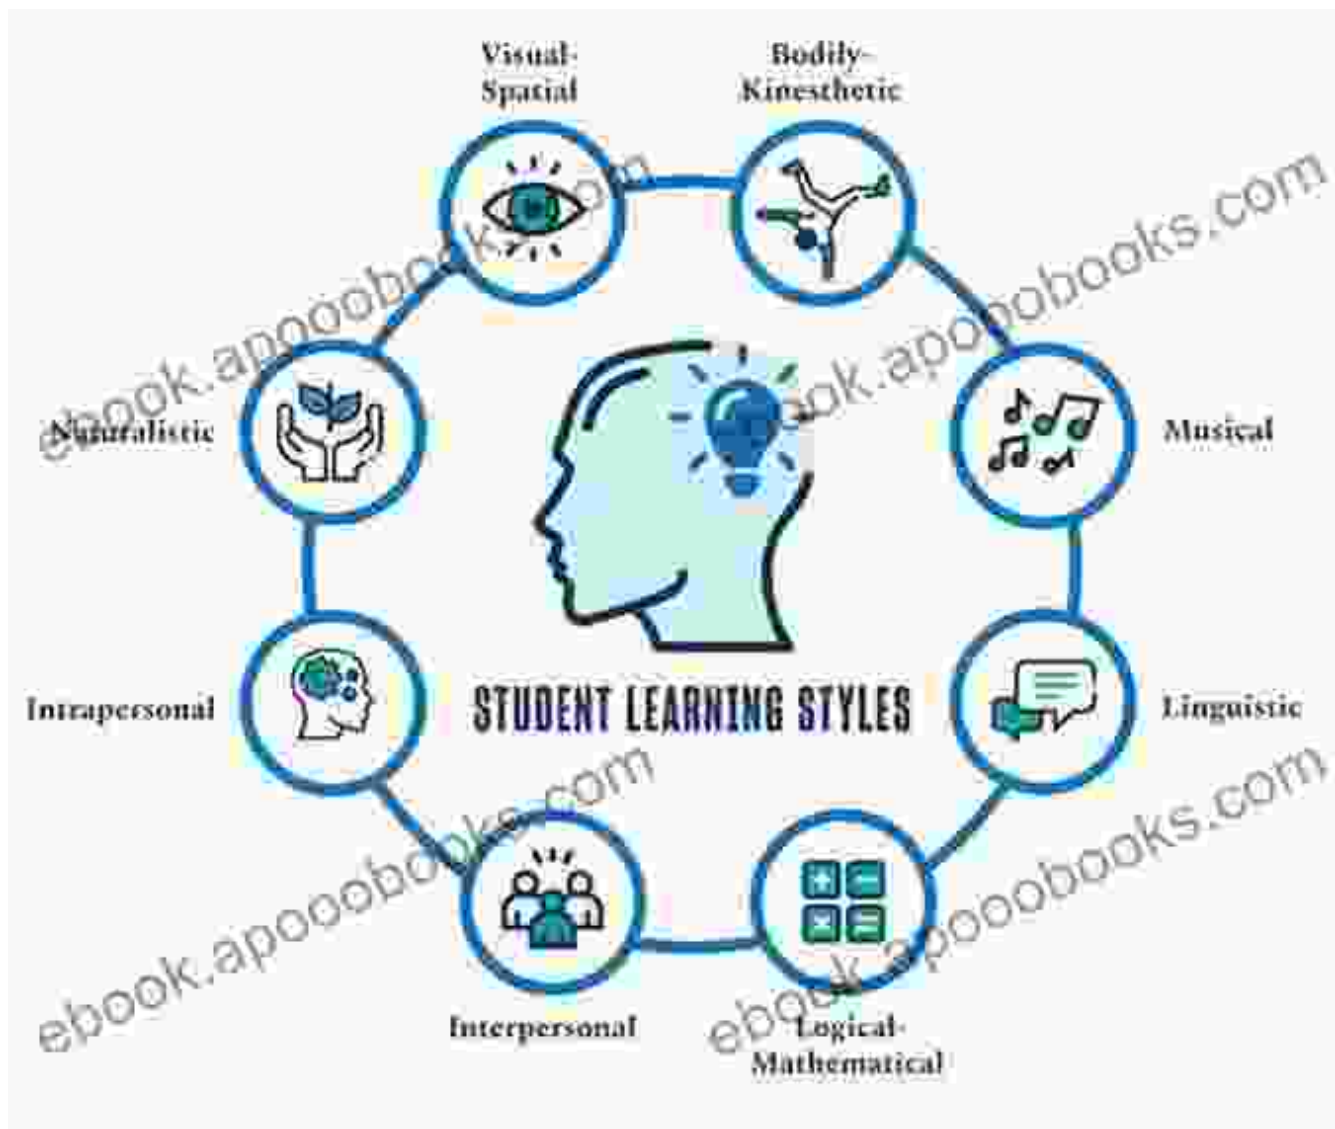 Visual-
Spatial
Bodily-
Kinesthetic
Naturalistic
Musical
Intrapersonal
STUDENT LEARNING STYLES
Linguistic
Interpersonal
Logical-
Mathematical
ebook.apooobooks.com
ebook.apooobooks.com
ebook.apooobooks.com
ebook.apooobooks.com